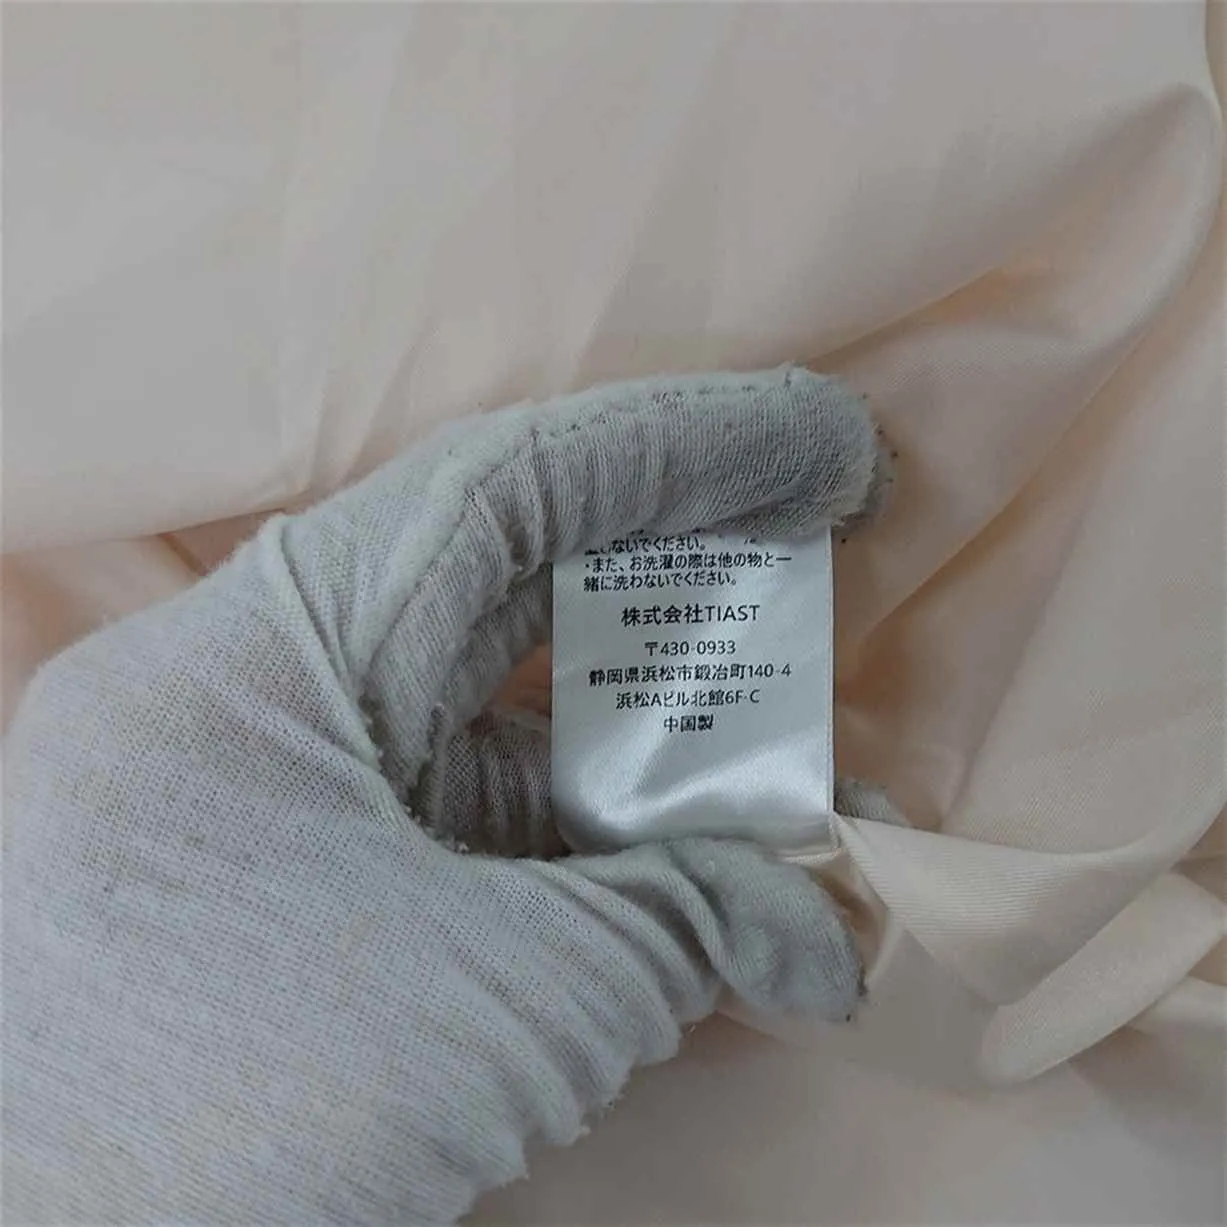 ないでください。
・また、お洗濯の際は他の物と一
緒に洗わないでください。
株式会社TIAST
〒430-0933
静岡県浜松市鍛冶町140-4
浜松Aビル北館6F-C
中国製